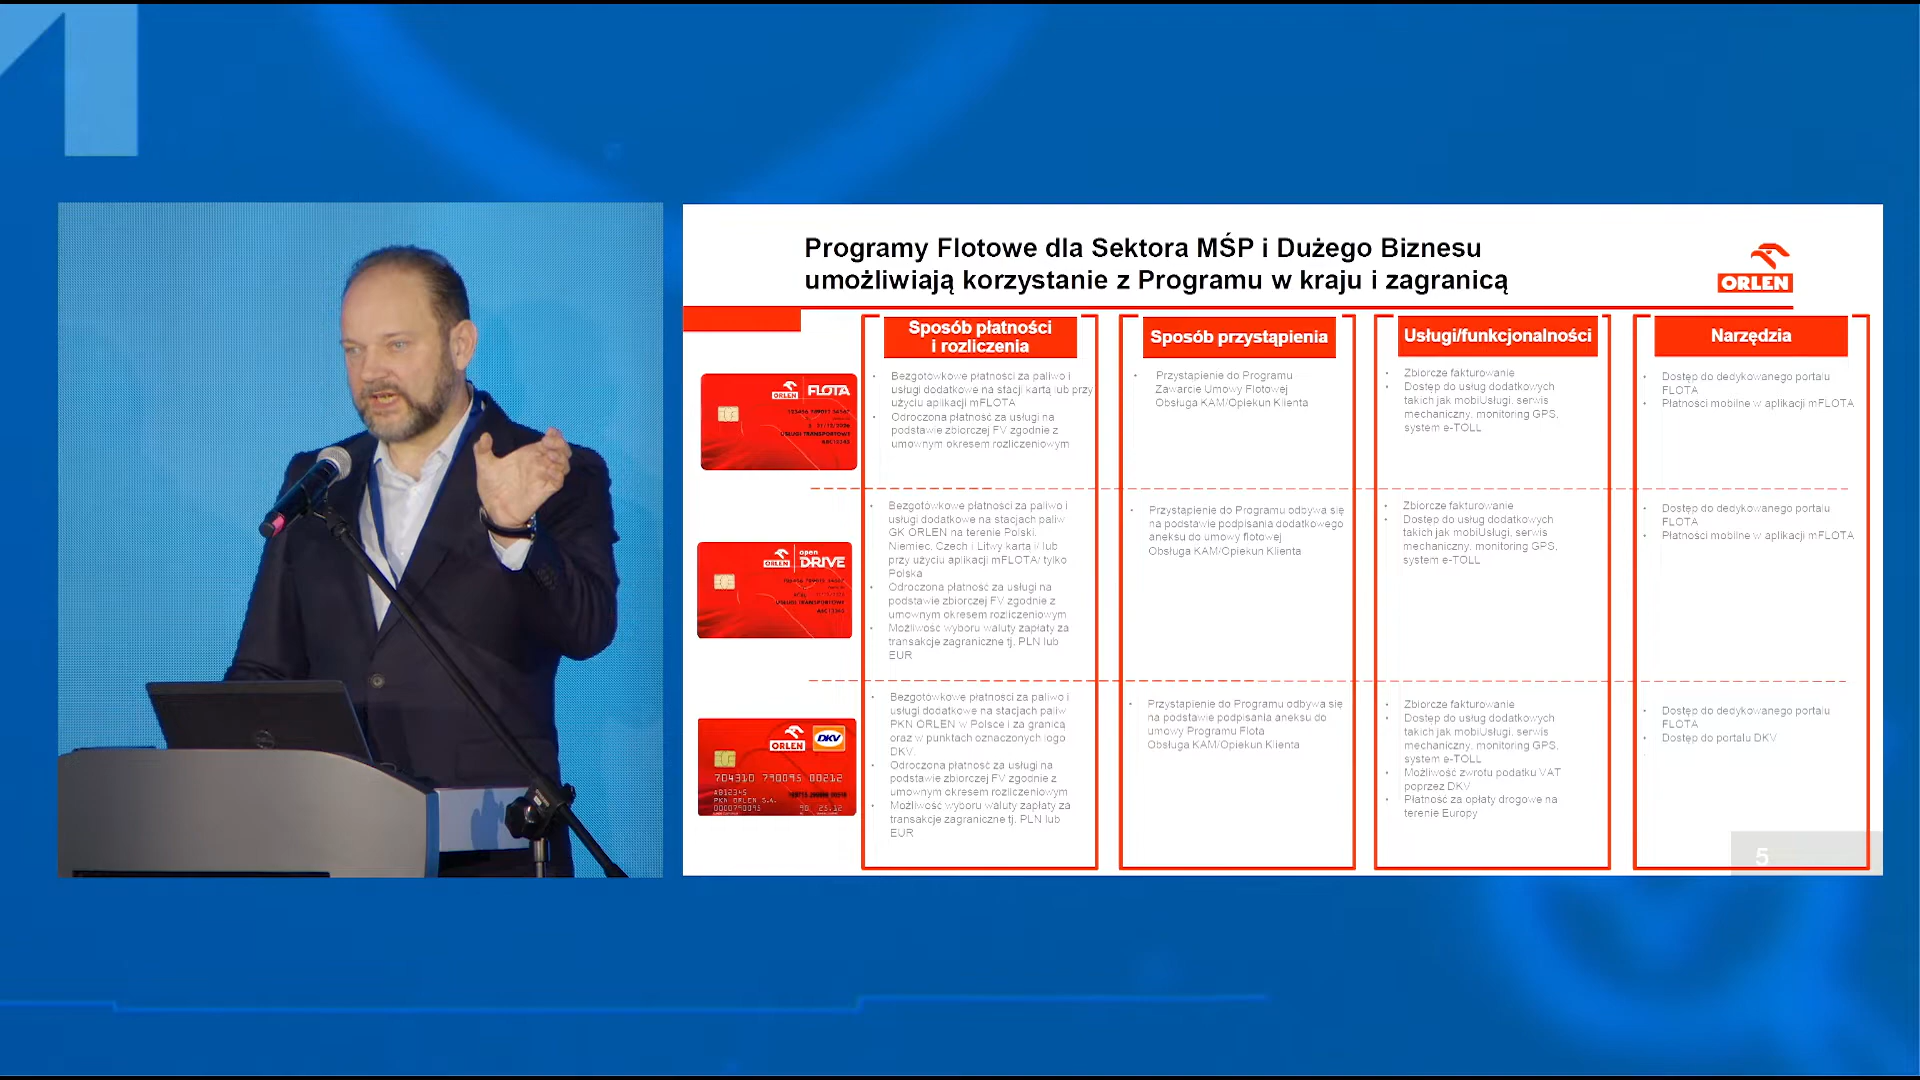 Programy Flotowe dla Sektora MŚP i Dużego Biznesu
umożliwiają korzystanie z Programu w kraju i zagranicą
ORLEN
Sposób płatności
i rozliczenia
Sposób przystąpienia
Usługi/funkcjonalności
Narzędzia
ORLEN FLOTA
USŁUGI TRANSPORTOWE
• Bezgotówkowe płatności za paliwo i
usługi dodatkowe na stacji kartą lub przy
użyciu aplikacji mFLOTA
• Odroczona płatność za usługi na
podstawie zbiorczej FV zgodnie z
umownym okresem rozliczeniowym
• Przystąpienie do Programu
Zawarcie Umowy Flotowej
Obsługa KAM/Opiekun Klienta
• Zbiorcze fakturowanie
• Dostęp do usług dodatkowych
takich jak mobiUsługi, serwis
mechaniczny, monitoring GPS,
system e-TOLL
• Dostęp do dedykowanego portalu
FLOTA
• Płatności mobilne w aplikacji mFLOTA
ORLEN open
DRIVE
USŁUGI TRANSPORTOWE
• Bezgotówkowe płatności za paliwo i
usługi dodatkowe na stacjach paliw
GK ORLEN na terenie Polski,
Niemiec, Czech i Litwy kartą i/ lub
przy użyciu aplikacji mFLOTA/ tylko
Polska
• Odroczona płatność za usługi na
podstawie zbiorczej FV zgodnie z
umownym okresem rozliczeniowym
• Możliwość wyboru waluty zapłaty za
transakcje zagraniczne tj. PLN lub
EUR
• Przystąpienie do Programu odbywa się
na podstawie podpisania dodatkowego
aneksu do umowy flotowej
Obsługa KAM/Opiekun Klienta
• Zbiorcze fakturowanie
• Dostęp do usług dodatkowych
takich jak mobiUsługi, serwis
mechaniczny, monitoring GPS,
system e-TOLL
• Dostęp do dedykowanego portalu
FLOTA
• Płatności mobilne w aplikacji mFLOTA
ORLEN DKV
704310 790095 00212
#812345
PKN ORLEN S.A.
0000790095
• Bezgotówkowe płatności za paliwo i
usługi dodatkowe na stacjach paliw
PKN ORLEN w Polsce i za granicą
oraz w punktach oznaczonych logo
DKV.
• Odroczona płatność za usługi na
podstawie zbiorczej FV zgodnie z
umownym okresem rozliczeniowym
• Możliwość wyboru waluty zapłaty za
transakcje zagraniczne tj. PLN lub
EUR
• Przystąpienie do Programu odbywa się
na podstawie podpisania aneksu do
umowy Programu Flota
Obsługa KAM/Opiekun Klienta
• Zbiorcze fakturowanie
• Dostęp do usług dodatkowych
takich jak mobiUsługi, serwis
mechaniczny, monitoring GPS,
system e-TOLL
• Możliwość zwrotu podatku VAT
poprzez DKV
• Płatność za opłaty drogowe na
terenie Europy
• Dostęp do dedykowanego portalu
FLOTA
• Dostęp do portalu DKV
5